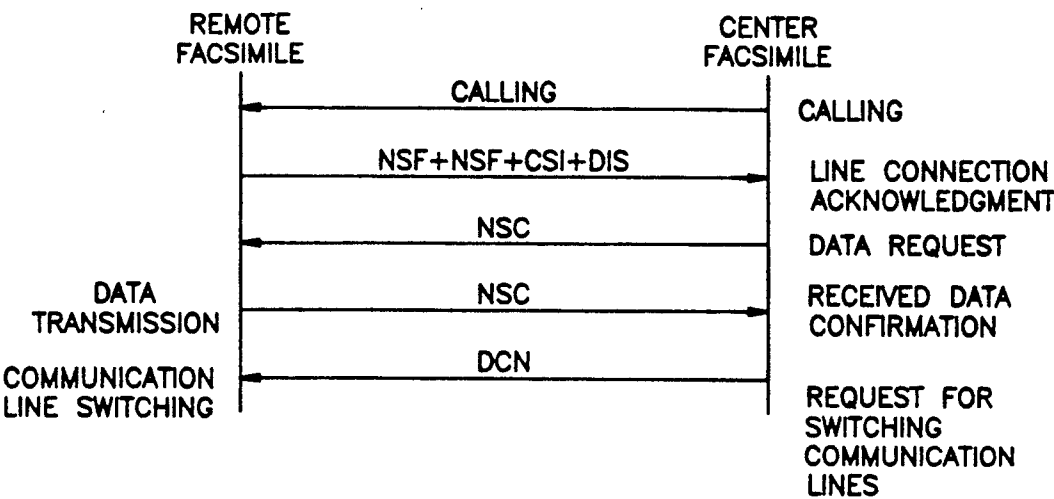 REMOTE
FACSIMILE
CENTER
FACSIMILE
CALLING
CALLING
NSF+NSF+CSI+DIS
LINE CONNECTION
ACKNOWLEDGMENT
NSC
DATA REQUEST
DATA
TRANSMISSION
NSC
RECEIVED DATA
CONFIRMATION
COMMUNICATION
LINE SWITCHING
DCN
REQUEST FOR
SWITCHING
COMMUNICATION
LINES